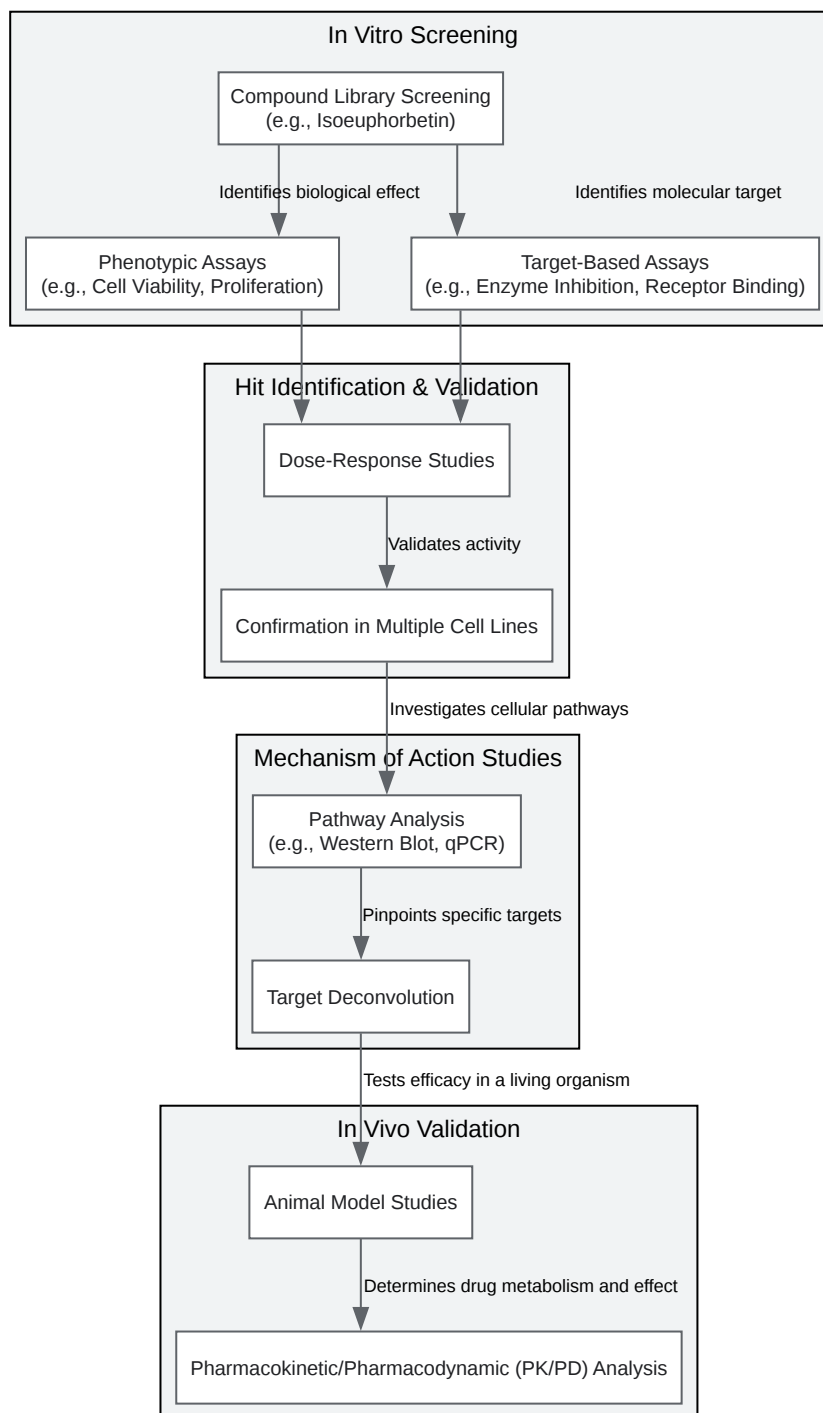 In Vitro Screening
Compound Library Screening
(e.g., Isoeuphorbetin)
Identifies biological effect
Identifies molecular target
Phenotypic Assays
(e.g., Cell Viability, Proliferation)
Target-Based Assays
(e.g., Enzyme Inhibition, Receptor Binding)
Hit Identification & Validation
Dose-Response Studies
Validates activity
Confirmation in Multiple Cell Lines
Investigates cellular pathways
Mechanism of Action Studies
Pathway Analysis
(e.g., Western Blot, qPCR)
Pinpoints specific targets
Target Deconvolution
Tests efficacy in a living organism
In Vivo Validation
Animal Model Studies
Determines drug metabolism and effect
Pharmacokinetic/Pharmacodynamic (PK/PD) Analysis